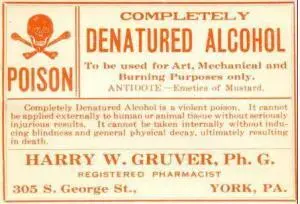 COMPLETELY
DENATURED ALCOHOL
To be used for Art, Mechanical and
Burning Purposes only.
ANTIDOTE.—Emetics of Mustard.
POISON
Completely Denatured Alcohol is a violent poison. It cannot
be applied externally to human or animal tissue without seriously
injurious results. It cannot be taken internally without indu-
cing blindness and general physical decay, ultimately resulting
in death.
HARRY W. GRUVER, Ph. G.
REGISTERED PHARMACIST
305 S. George St., YORK, PA.